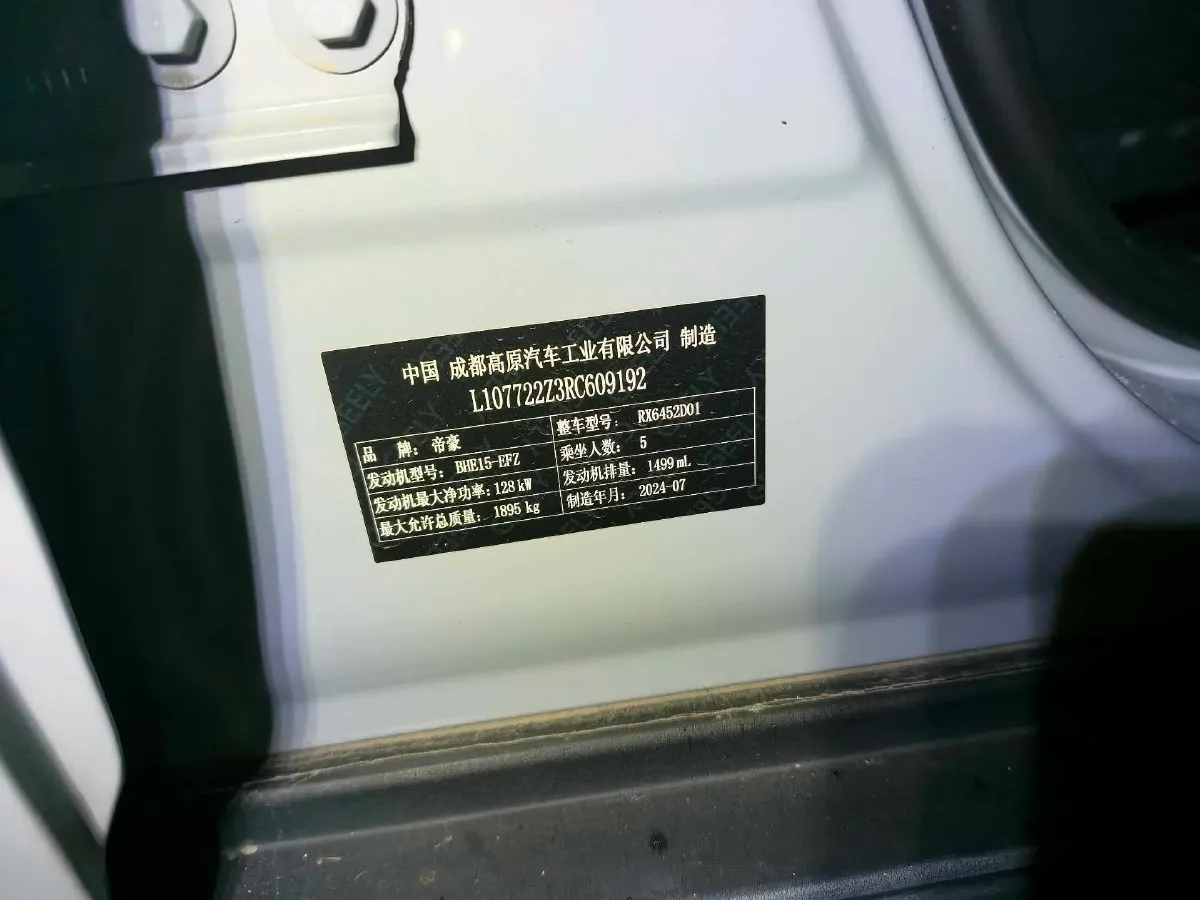 中国 成都高原汽车工业有限公司 制造
L107722Z3RC609192
品 牌：帝豪 整车型号：RX6452D01
发动机型号：BHE15-EFZ 乘坐人数：5
发动机最大净功率：128 kW 发动机排量：1499 mL
最大允许总质量：1895 kg 制造年月：2024-07